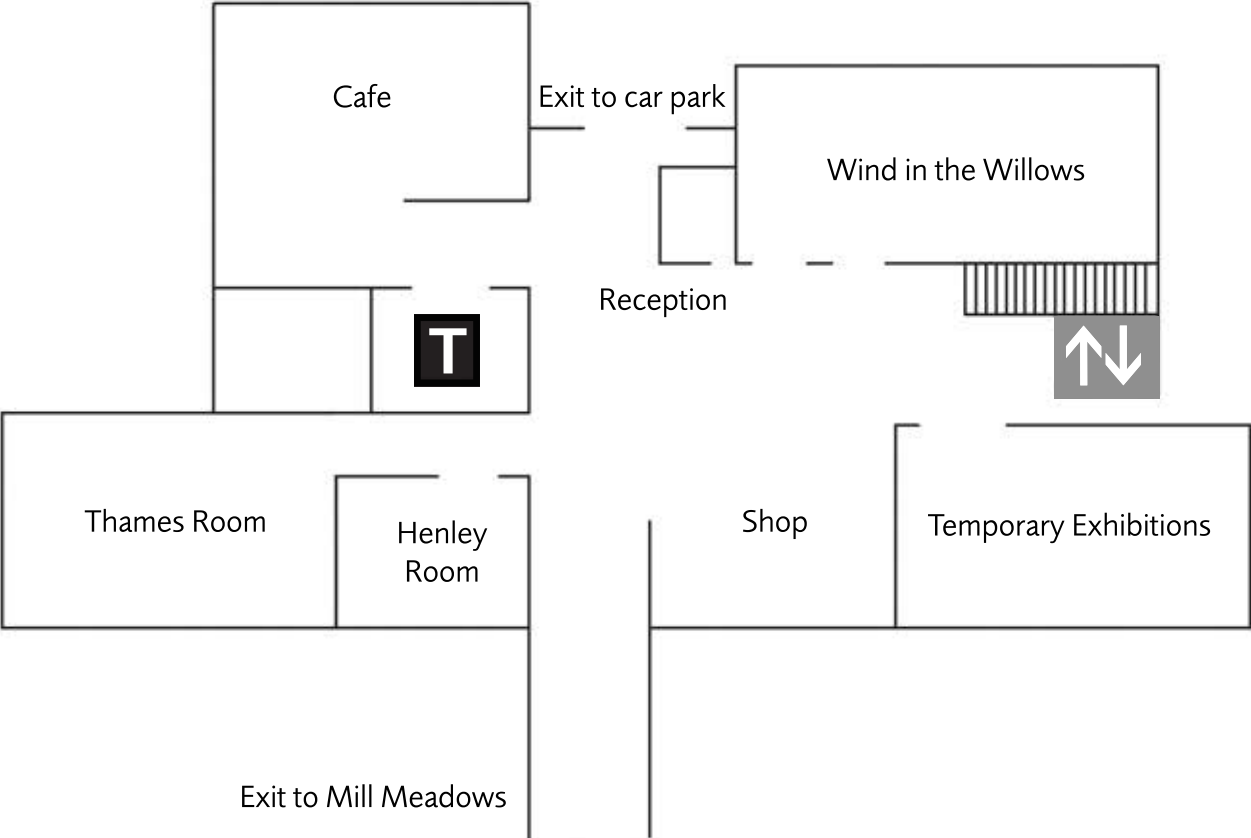 Cafe
Exit to car park
Wind in the Willows
Reception
T
Thames Room
Henley
Room
Shop
Temporary Exhibitions
Exit to Mill Meadows